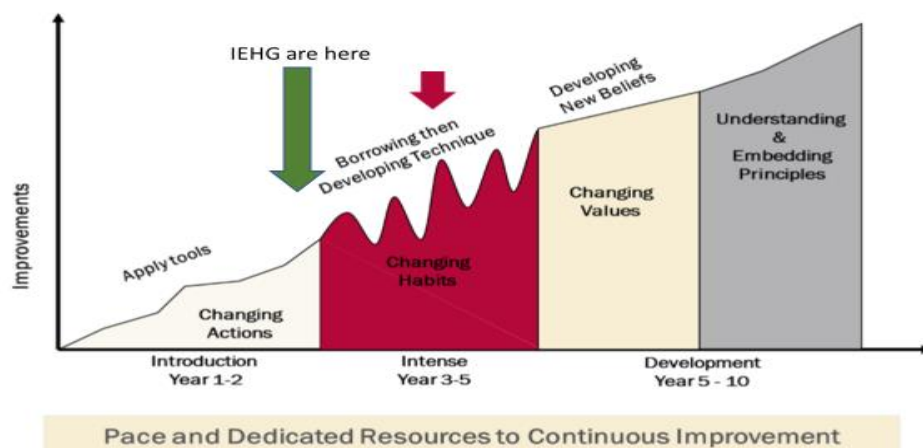 IEHG are here
Developing
New Beliefs
Borrowing then
Developing Technique
Understanding
&
Embedding
Principles
Changing
Values
Improvements
Apply tools
Changing
Habits
Changing
Actions
Introduction
Year 1-2
Intense
Year 3-5
Development
Year 5 - 10
Pace and Dedicated Resources to Continuous Improvement